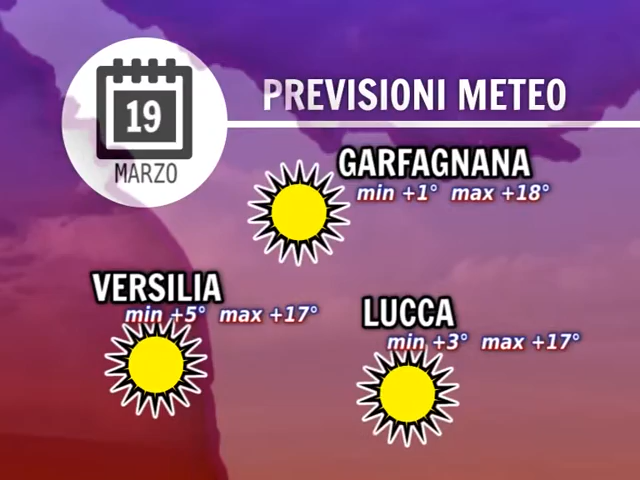 PREVISIONI METEO
19
MARZO
GARFAGNANA
min +1° max +18°
VERSILIA
min +5° max +17°
LUCCA
min +3° max +17°